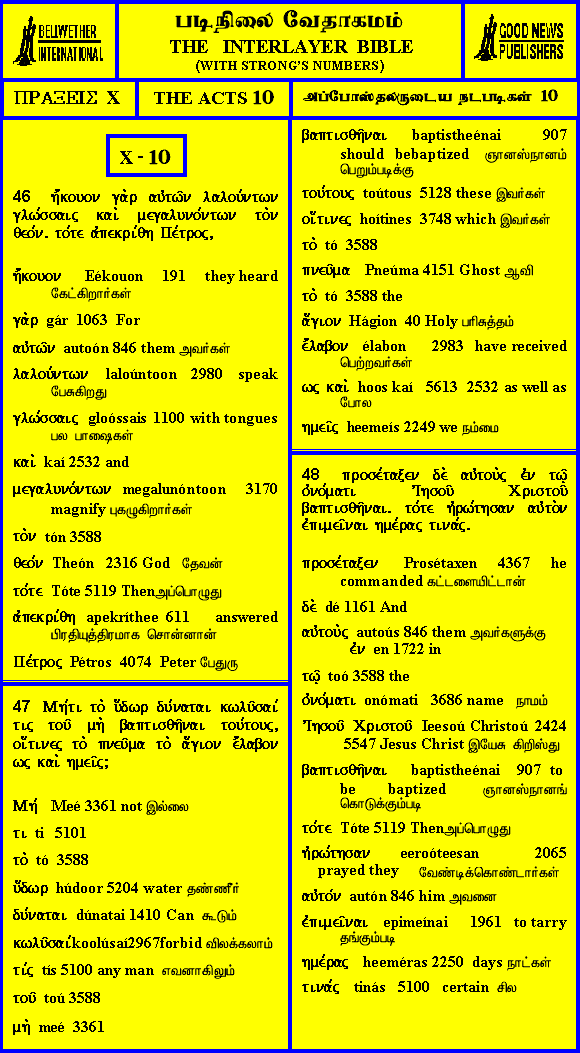 BELLWETHER
INTERNATIONAL
படிநிலை வேதாகமம்
THE INTERLAYER BIBLE
(WITH STRONG'S NUMBERS)
GOOD NEWS
PUBLISHERS
ΠΡΑΞΕΙΣ X
THE ACTS 10
அப்போஸ்தலருடைய நடபடிகள் 10
X - 10
46 ἤκουον γὰρ αὐτῶν λαλούντων
γλώσσαις καὶ μεγαλυνόντων τὸν
θεόν. τότε ἀπεκρίθη Πέτρος,
ἤκουον Eékouon 191 they heard
கேட்கிறார்கள்
γὰρ gár 1063 For
αὐτῶν autoón 846 them அவர்கள்
λαλούντων laloúntoon 2980 speak
பேசுகிறது
γλώσσαις gloóssais 1100 with tongues
பல பாஷைகள்
καὶ kaí 2532 and
μεγαλυνόντων megalunóntoon 3170
magnify புகழுகிறார்கள்
τὸν tón 3588
θεόν Theón 2316 God தேவன்
τότε Tóte 5119 Thenஅப்பொழுது
ἀπεκρίθη apekríthee 611 answered
பிரதியுத்திரமாக சொன்னான்
Πέτρος Pétros 4074 Peter பேதுரு
47 Μήτι τὸ ὕδωρ δύναται κωλῦσαί
τις τοῦ μὴ βαπτισθῆναι τούτους,
οἵτινες τὸ πνεῦμα τὸ ἅγιον ἔλαβον
ως καὶ ημεῖς;
Μή Meé 3361 not இல்லை
τι ti 5101
τὸ tó 3588
ὕδωρ húdoor 5204 water தண்ணீர்
δύναται dúnatai 1410 Can கூடும்
κωλῦσαί koolúsaí2967forbid விலக்கலாம்
τίς tís 5100 any man எவனாகிலும்
τοῦ toú 3588
μὴ meé 3361
βαπτισθῆναι baptistheénai 907
should bebaptized ஞானஸ்நானம்
பெறும்படிக்கு
τούτους toútous 5128 these இவர்கள்
οἵτινες hoítines 3748 which இவர்கள்
τὸ tó 3588
πνεῦμα Pneúma 4151 Ghost ஆவி
τὸ tó 3588 the
ἅγιον Hágion 40 Holy பரிசுத்தம்
ἔλαβον élabon 2983 have received
பெற்றவர்கள்
ως καὶ hoos kaí 5613 2532 as well as
போல
ημεῖς heemeís 2249 we நம்மை
48 προσέταξεν δὲ αὐτοὺς ἐν τῷ
ὀνόματι Ἰησοῦ Χριστοῦ
βαπτισθῆναι. τότε ἠρώτησαν αὐτὸν
ἐπιμεῖναι ημέρας τινάς.
προσέταξεν Prosétaxen 4367 he
commanded கட்டளையிட்டான்
δὲ dé 1161 And
αὐτοὺς autoús 846 them அவர்களுக்கு
ἐν en 1722 in
τῷ toó 3588 the
ὀνόματι onómati 3686 name நாமம்
Ἰησοῦ Χριστοῦ Ieesoú Christoú 2424
5547 Jesus Christ இயேசு கிறிஸ்து
βαπτισθῆναι baptistheénai 907 to
be baptized ஞானஸ்நானங்
கொடுக்கும்படி
τότε Tóte 5119 Thenஅப்பொழுது
ἠρώτησαν eeroóteesan 2065
prayed they வேண்டிக்கொண்டார்கள்
αὐτόν autón 846 him அவனை
ἐπιμεῖναι epimeínai 1961 to tarry
தங்கும்படி
ημέρας heeméras 2250 days நாட்கள்
τινάς tinás 5100 certain சில